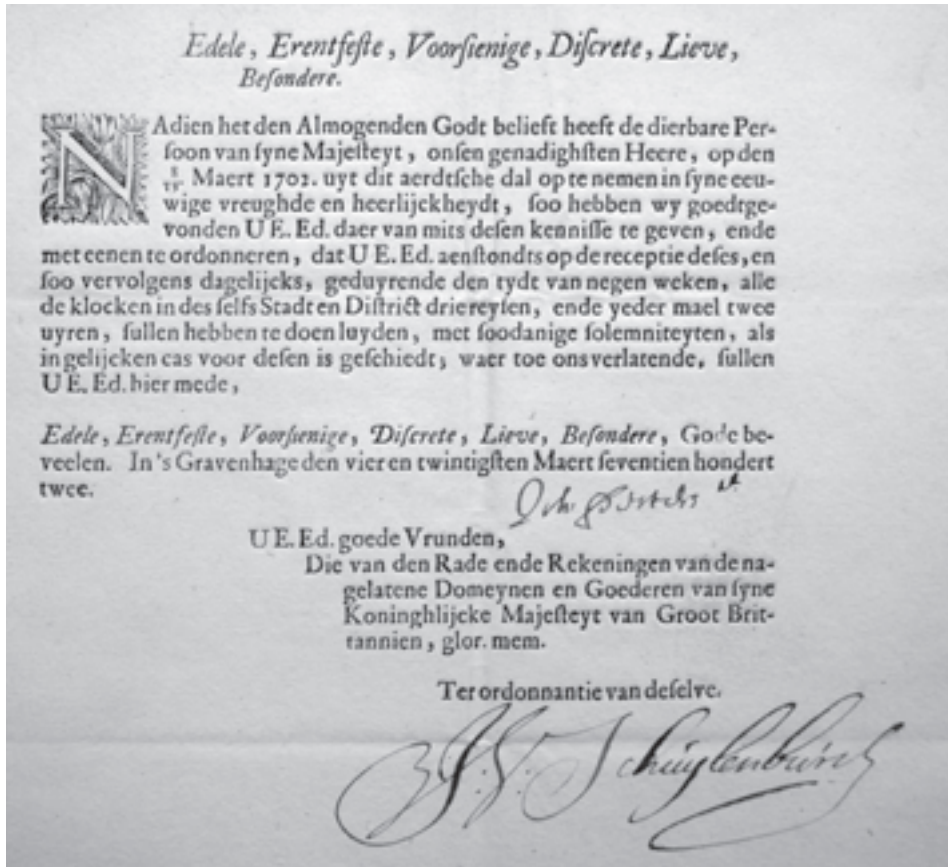 Edele, Erentfeſte, Voorſienige, Diſcrete, Lieve,
Beſondere.
NAdien het den Almogenden Godt belieft heeft de dierbare Per-
ſoon van ſyne Majeſteyt, onſen genadighſten Heere, op den
Maert 1702. uyt dit aerdtſche dal op te nemen in ſyne eeu-
wige vreughde en heerlijckheydt, ſoo hebben wy goedtge-
vonden U E. Ed. daer van mits deſen kenniſſe te geven, ende
met eenen te ordonneren, dat U E. Ed. aenſtondts op de receptie deſes, en
ſoo vervolgens dagelijcks, geduyrende den tydt van negen weken, alle
de klocken in des ſelfs Stadt en Diſtrict drie reyſen, ende yeder mael twee
uyren, ſullen hebben te doen luyden, met ſoodanige ſolemniteyten, als
in gelijcken cas voor deſen is geſchiedt; waer toe ons verlatende, ſullen
U E. Ed. hier mede,
Edele, Erentfeſte, Voorſienige, Diſcrete, Lieve, Beſondere, Gode be-
veelen. In 's Gravenhage den vier en twintigſten Maert ſeventien hondert
twee.
U E. Ed. goede Vrunden,
Die van den Rade ende Rekeningen van de na-
gelatene Domeynen en Goederen van ſyne
Koninghlijcke Majeſteyt van Groot Brit-
tannien, glor. mem.
Ter ordonnantie van deſelve.
Schuylenburch